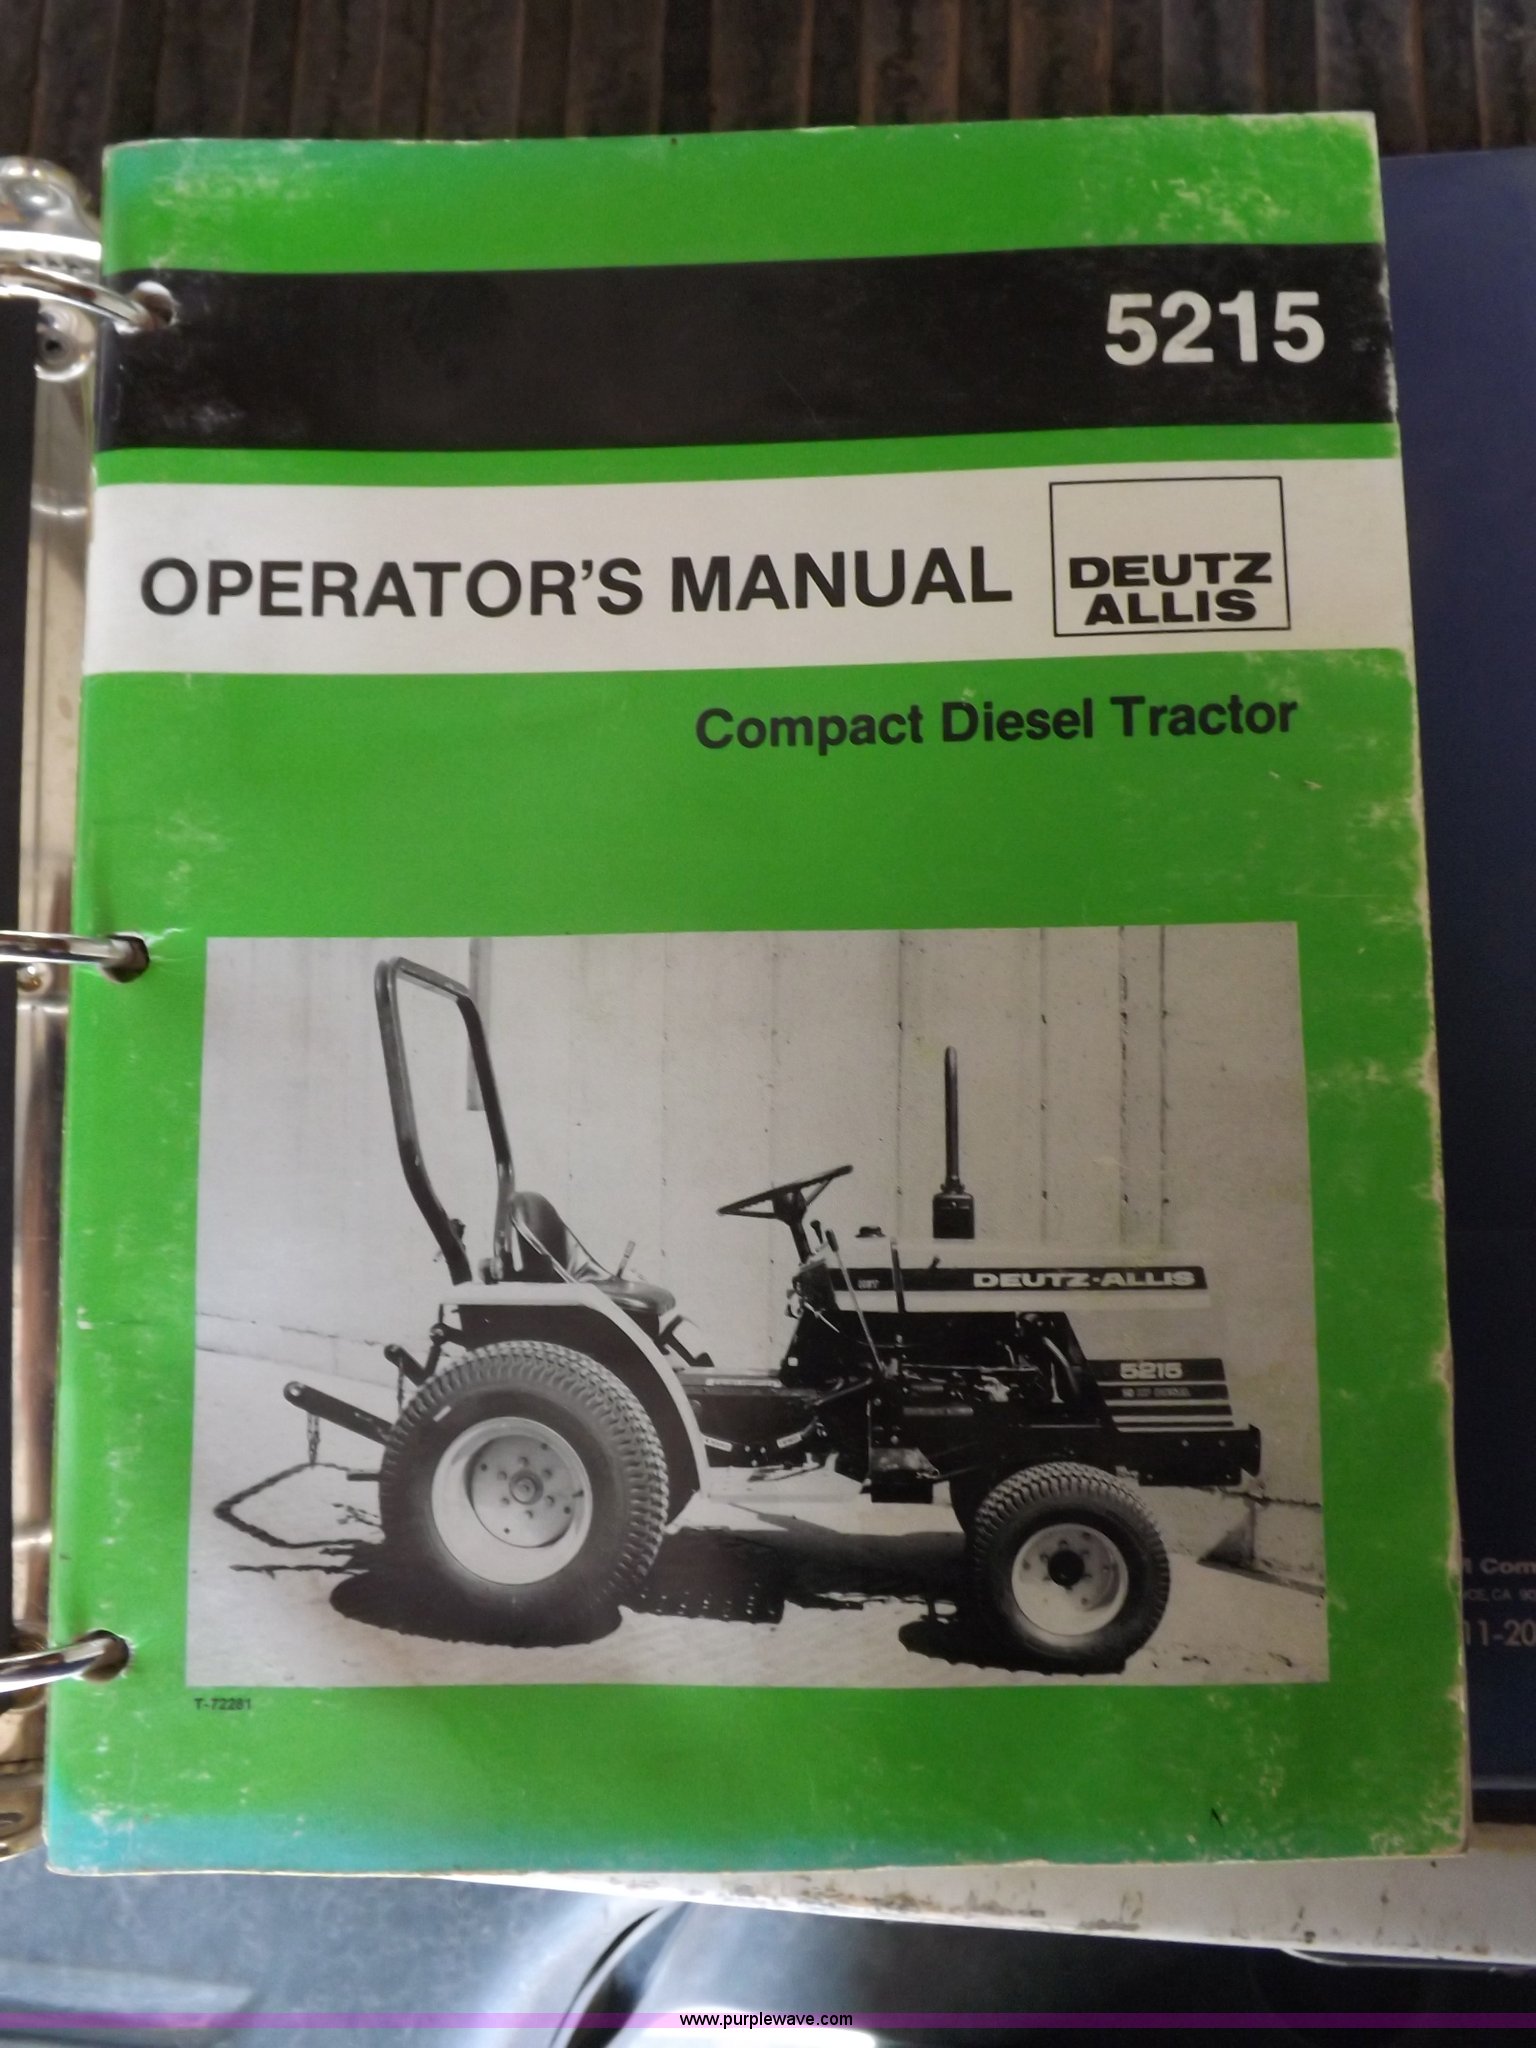 5215
OPERATOR'S MANUAL
DEUTZ
ALLIS
Compact Diesel Tractor
DEUTZ-ALLIS
5215
T-72281
www.purplewave.com